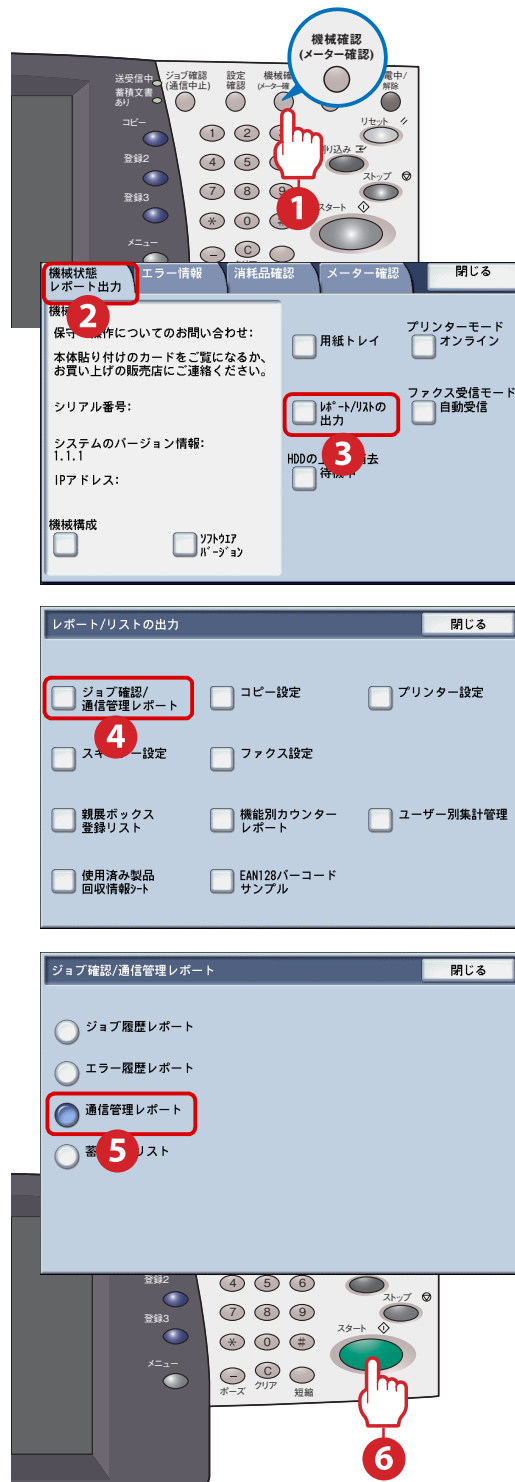 機械確認
(メーター確認)
送受信中
蓄積文書
あり
ジョブ確認
(通信中止)
設定
確認
機械確
(メーター確
電中/
解除
コピー
登録2
登録3
メニュー
1 2
4 5
7 8 9
* 0 #
C
リセット
割り込み
ストップ
スタート
1
機械状態
レポート出力
エラー情報
消耗品確認
メーター確認
閉じる
2
機械
保守・操作についてのお問い合わせ:
本体貼り付けのカードをご覧になるか、
お買い上げの販売店にご連絡ください。
シリアル番号:
システムのバージョン情報:
1.1.1
IPアドレス:
機械構成
ソフトウエア
バージョン
用紙トレイ
プリンターモード
オンライン
レポート/リストの
出力
ファクス受信モード
自動受信
3
HDDの上書き消去
待機中
レポート/リストの出力
閉じる
ジョブ確認/
通信管理レポート
コピー設定
プリンター設定
4
スキャナー設定
ファクス設定
親展ボックス
登録リスト
機能別カウンター
レポート
ユーザー別集計管理
使用済み製品
回収情報シート
EAN128バーコード
サンプル
ジョブ確認/通信管理レポート
閉じる
ジョブ履歴レポート
エラー履歴レポート
通信管理レポート
5
蓄 リスト
登録2
登録3
メニュー
4 5 6
7 8 9
* 0 #
C
ポーズ
クリア
短縮
ストップ
スタート
6